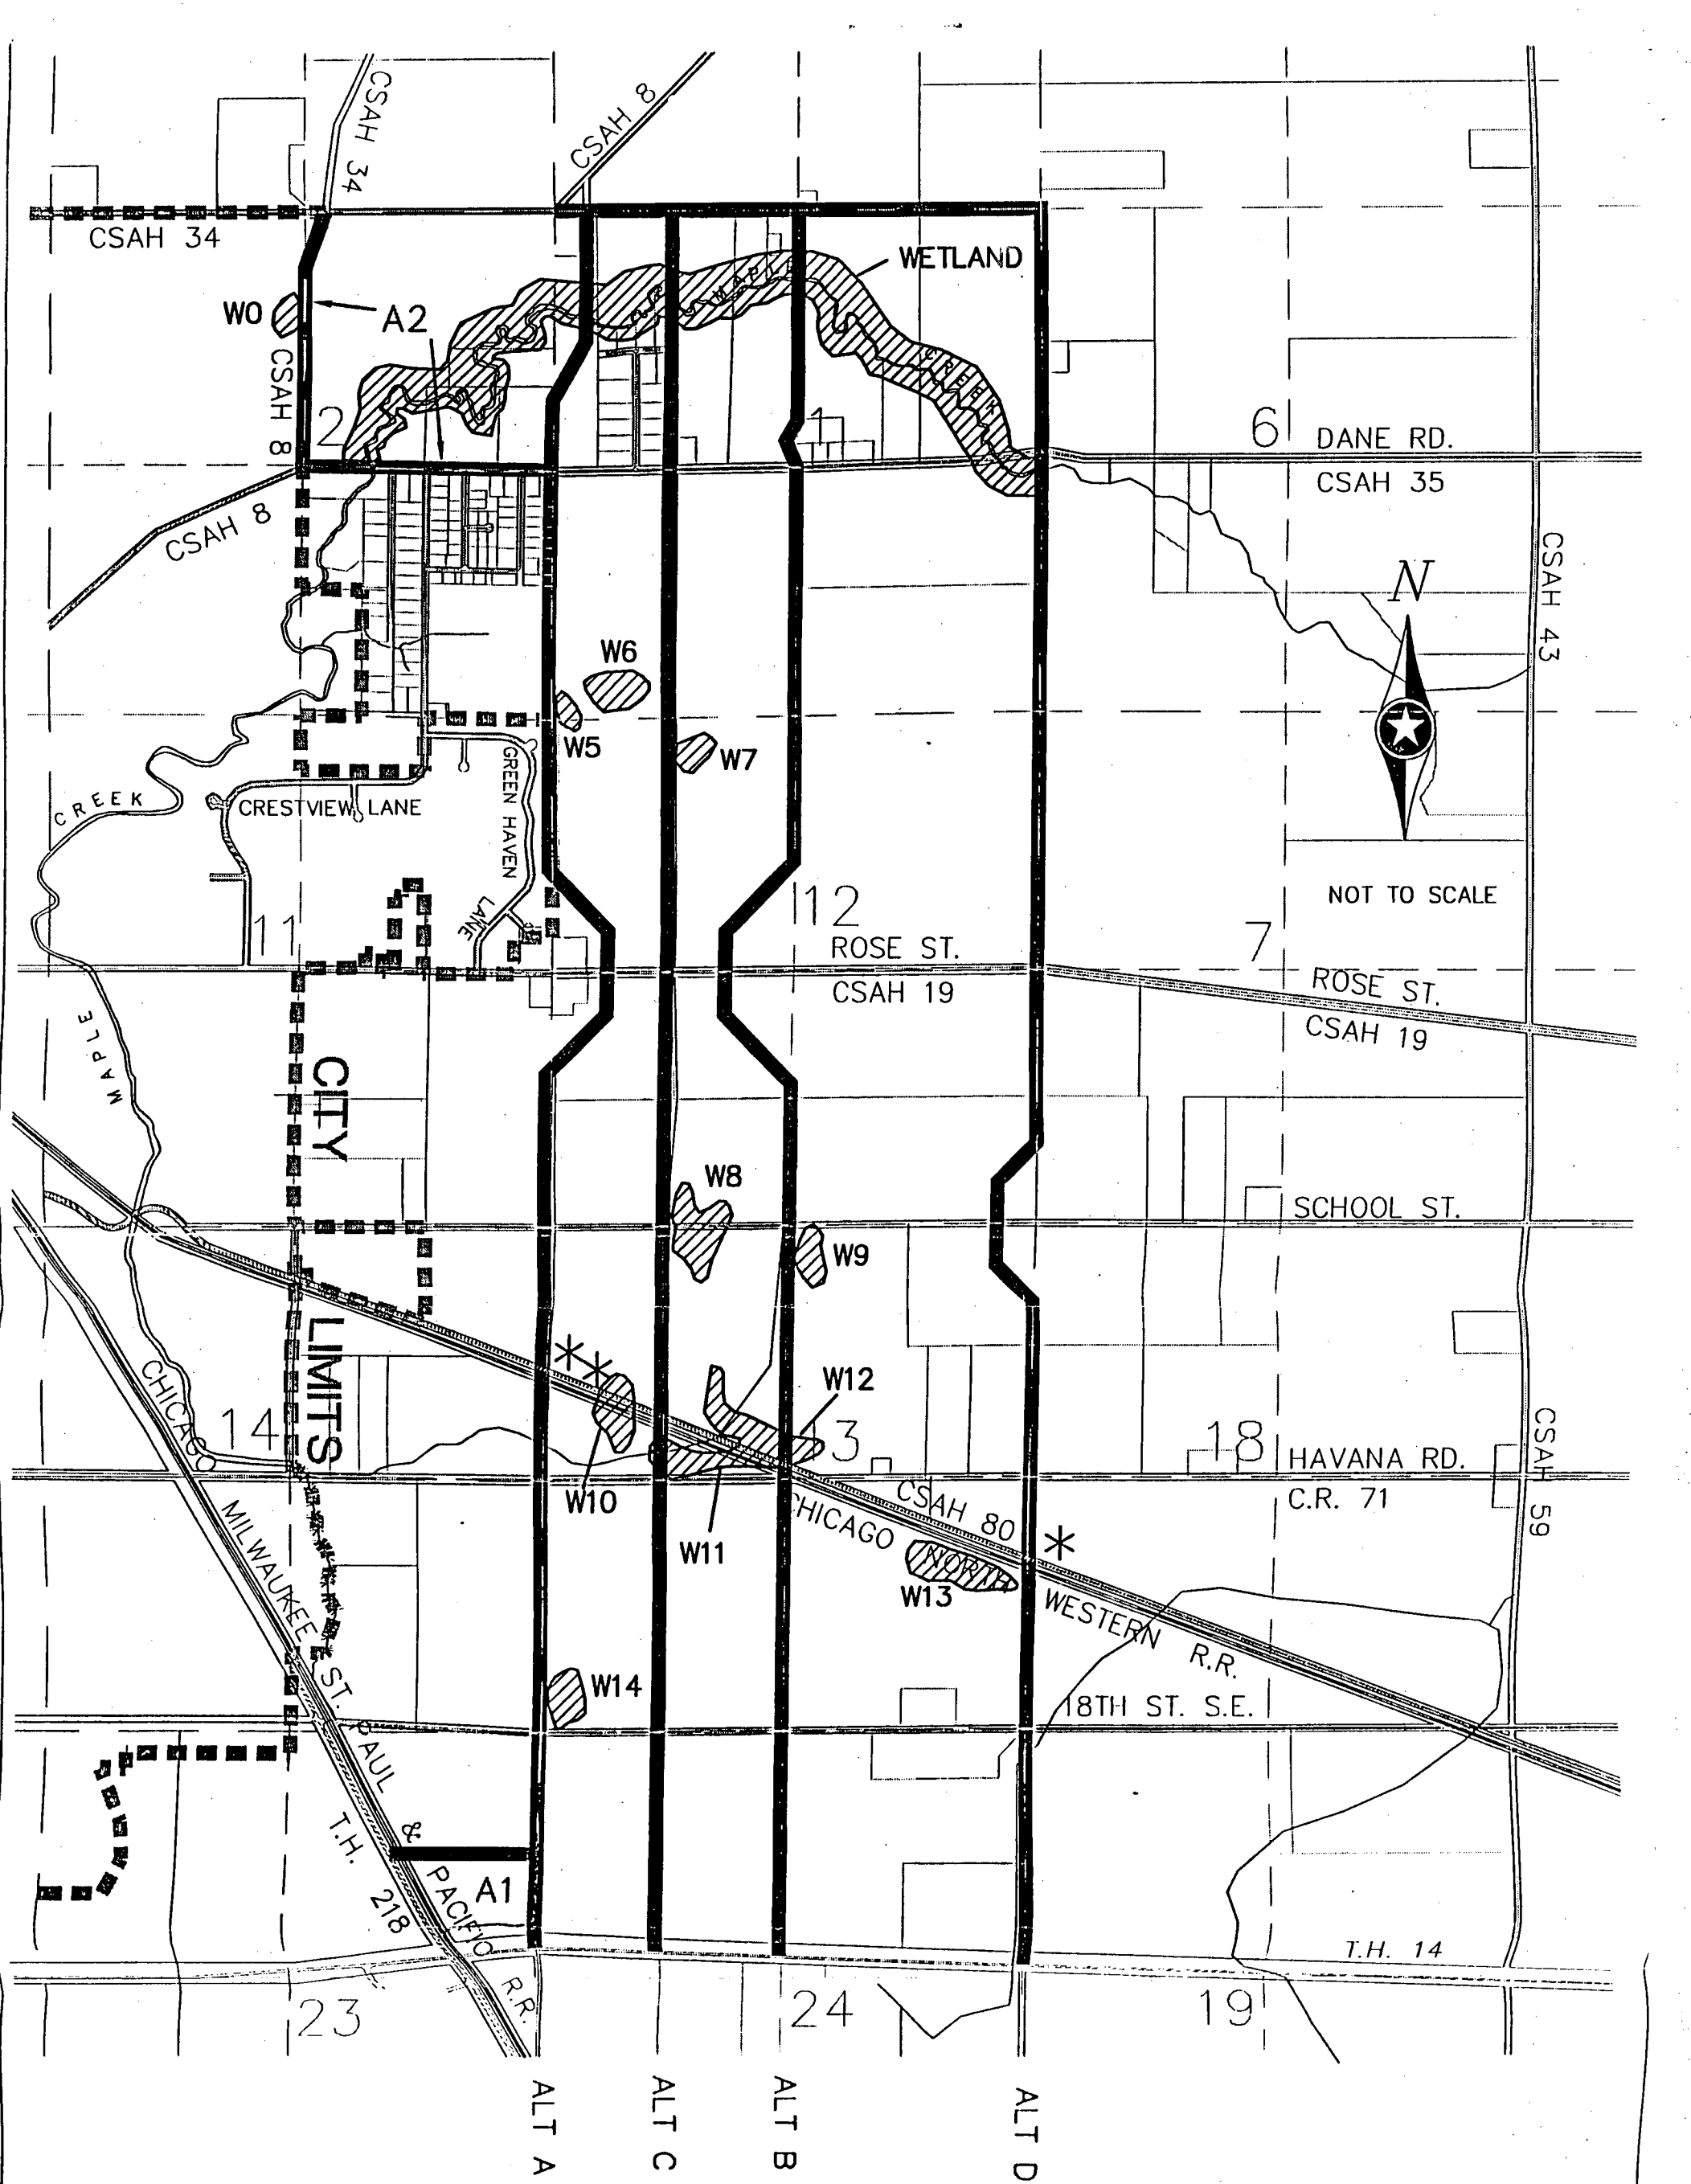 CSAH 34
CSAH 8
CSAH 34
WETLAND
MAPLE
CREEK
W0
A2
CSAH 8
2
1
6
DANE RD.
CSAH 35
CSAH 8
CSAH 43
N
W6
W5
W7
GREEN HAVEN
LANE
CREEK
CRESTVIEW LANE
NOT TO SCALE
11
12
7
ROSE ST.
CSAH 19
ROSE ST.
CSAH 19
MAPLE
CITY
LIMITS
W8
SCHOOL ST.
W9
**
W12
14
13
18
HAVANA RD.
C.R. 71
CSAH 59
W10
W11
CSAH 80
*
CHICAGO NORTH WESTERN R.R.
W13
CHICAGO MILWAUKEE ST. PAUL & PACIFIC R.R.
W14
18TH ST. S.E.
T.H. 218
A1
T.H. 14
23
24
19
ALT A
ALT C
ALT B
ALT D